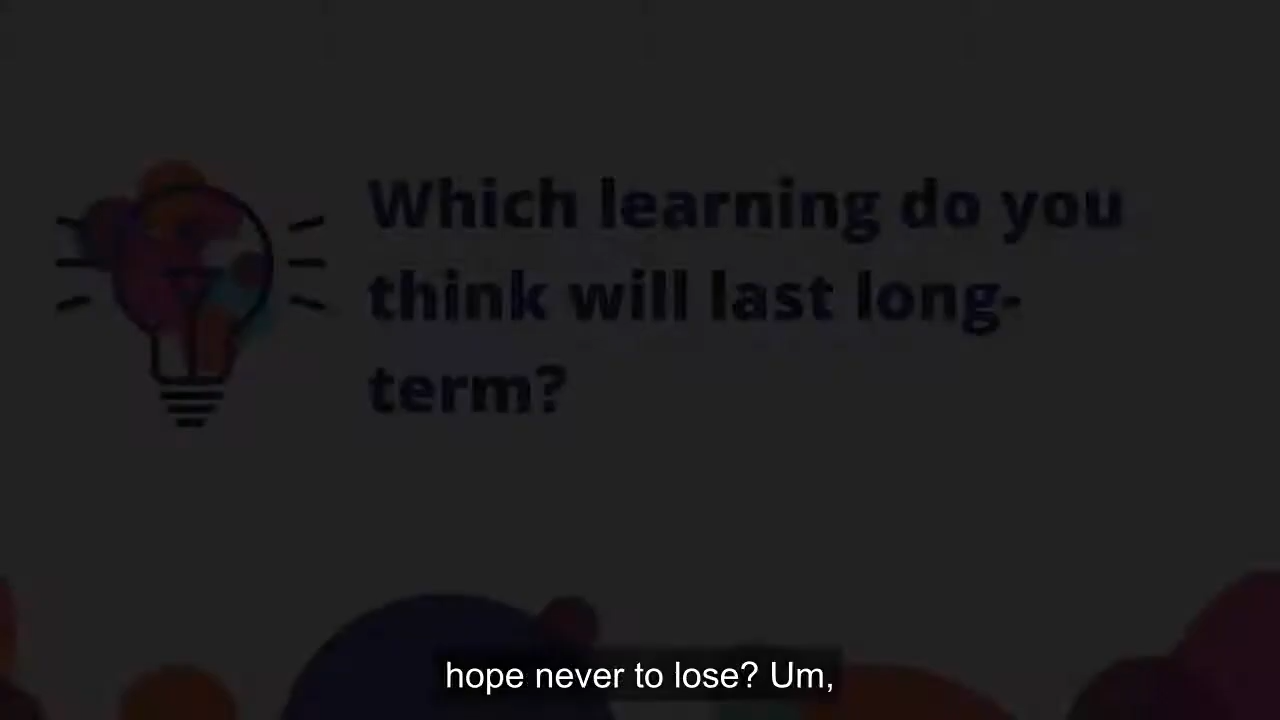 Which learning do you
think will last long-
term?
hope never to lose? Um,